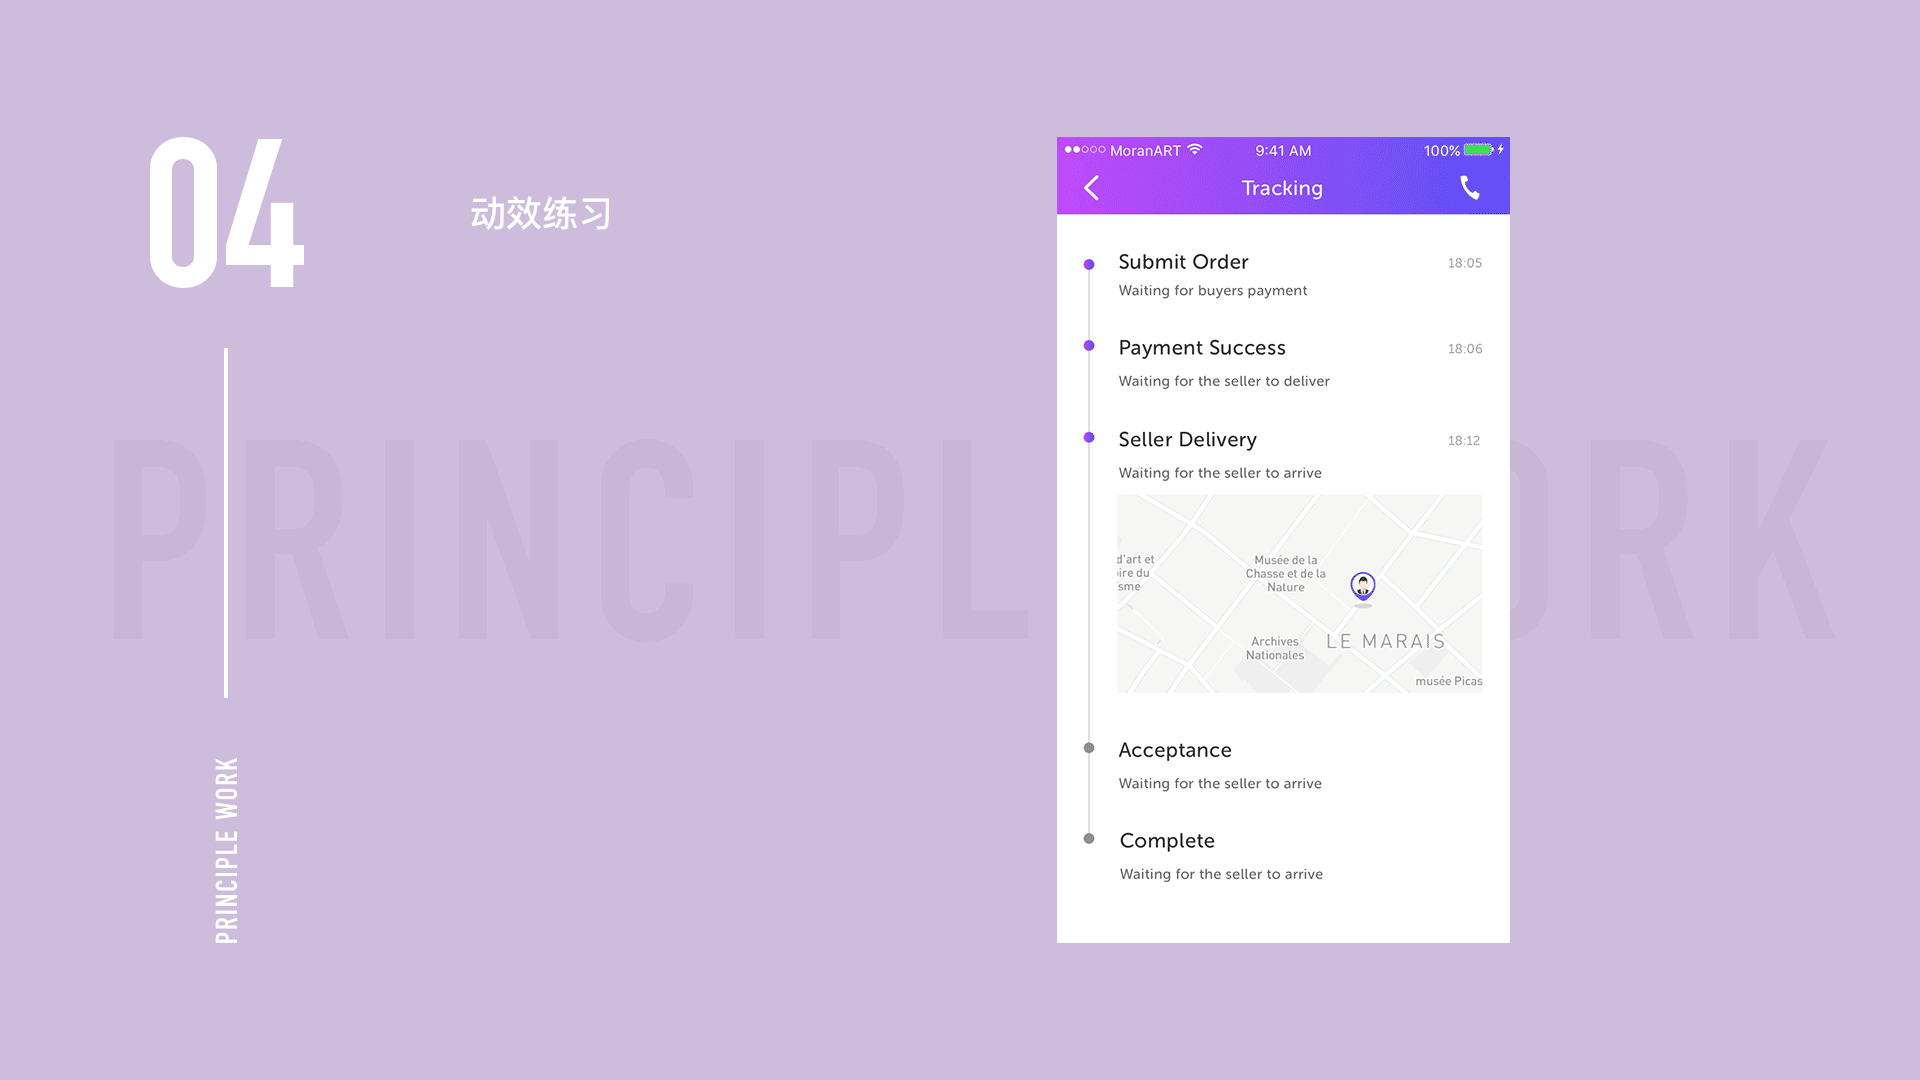 04
动效练习
PRINCIPLE WORK
PRINCIPL ORK
MoranART
9:41 AM
100%
Tracking
Submit Order
18:05
Waiting for buyers payment
Payment Success
18:06
Waiting for the seller to deliver
Seller Delivery
18:12
Waiting for the seller to arrive
d'art et
oire du
sme
Musée de la
Chasse et de la
Nature
Archives
Nationales
LE MARAIS
musée Picas
Acceptance
Waiting for the seller to arrive
Complete
Waiting for the seller to arrive